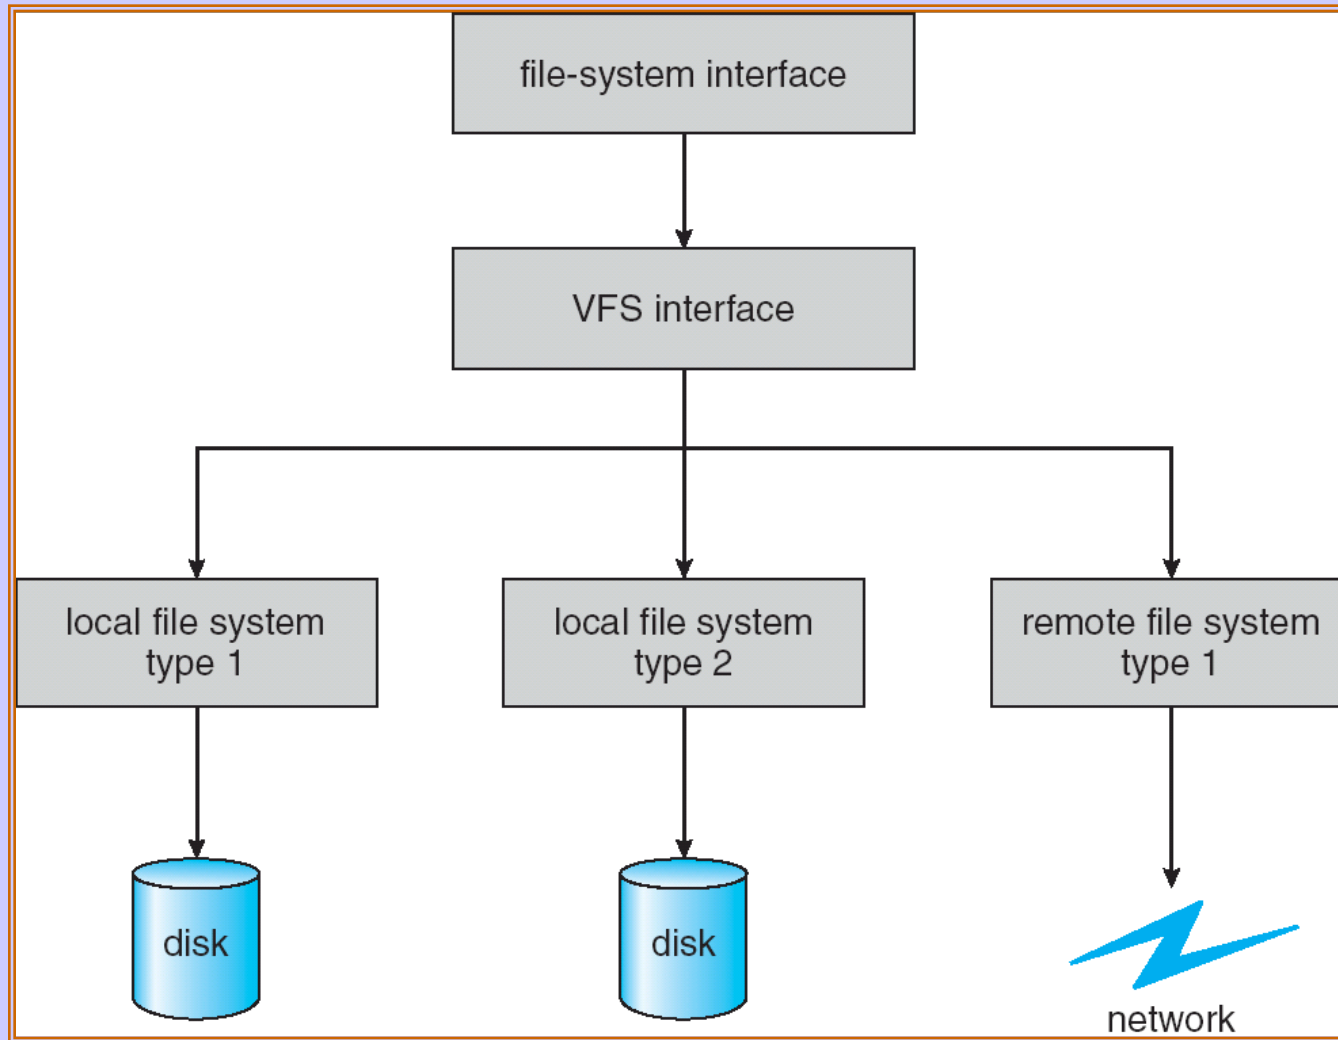 file-system interface
VFS interface
local file system
type 1
local file system
type 2
remote file system
type 1
disk
disk
network